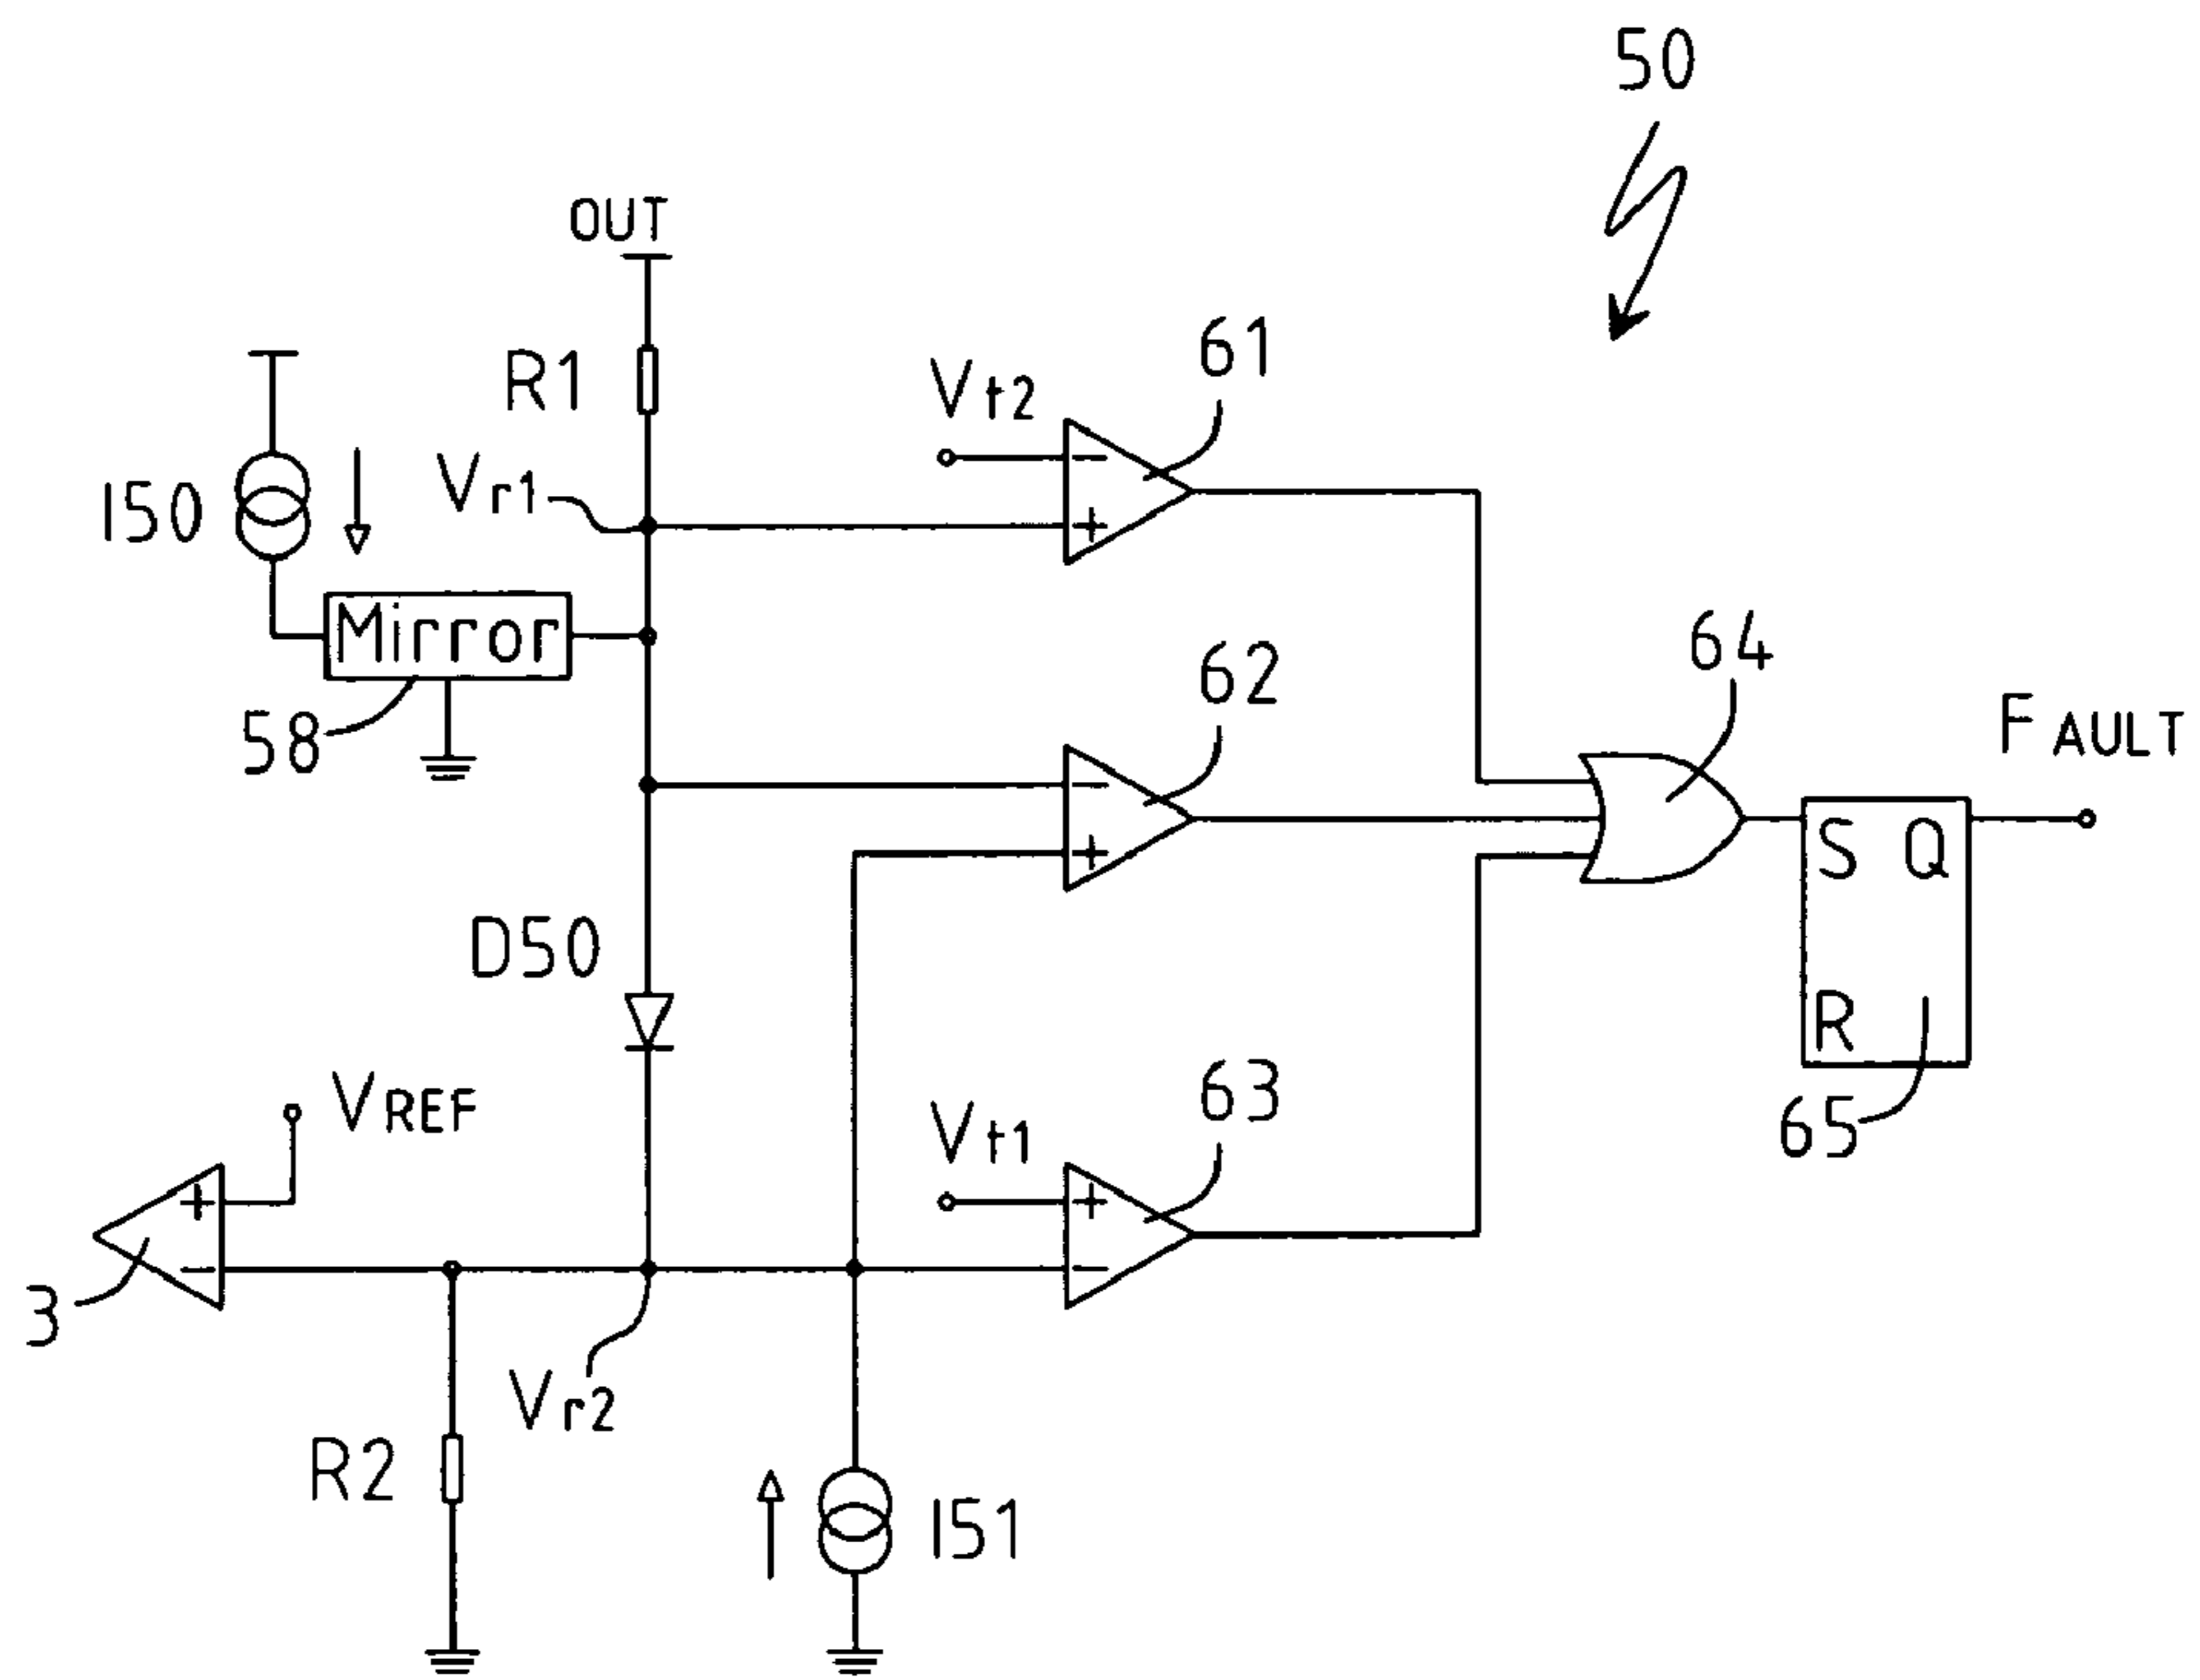 50
OUT
R1
Vt2
61
I50
Vr1
−
+
Mirror
58
62
64
FAULT
−
+
S Q
R
65
D50
VREF
Vt1
63
+
−
+
−
3
Vr2
R2
I51